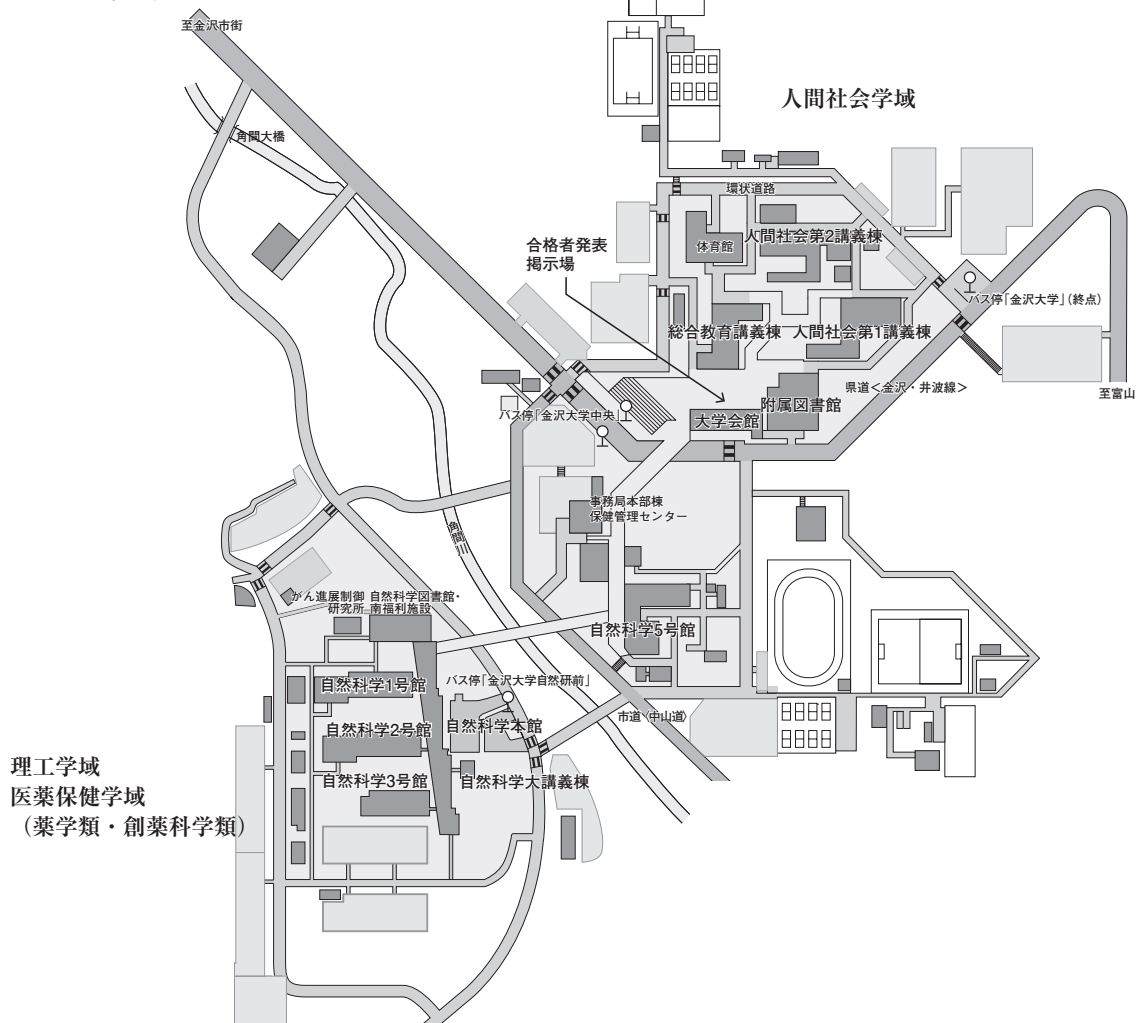 至金沢市街
人間社会学域
角間大橋
環状道路
合格者発表
掲示場
体育館
人間社会第2講義棟
バス停「金沢大学」(終点)
総合教育講義棟
人間社会第1講義棟
県道<金沢・井波線>
至富山
附属図書館
バス停「金沢大学中央」
大学会館
事務局本部棟
保健管理センター
角間川
がん進展制御
研究所
自然科学図書館・
南福利施設
自然科学5号館
バス停「金沢大学自然研前」
自然科学1号館
市道(中山道)
自然科学2号館
自然科学本館
自然科学3号館
自然科学大講義棟
理工学域
医薬保健学域
(薬学類・創薬科学類)